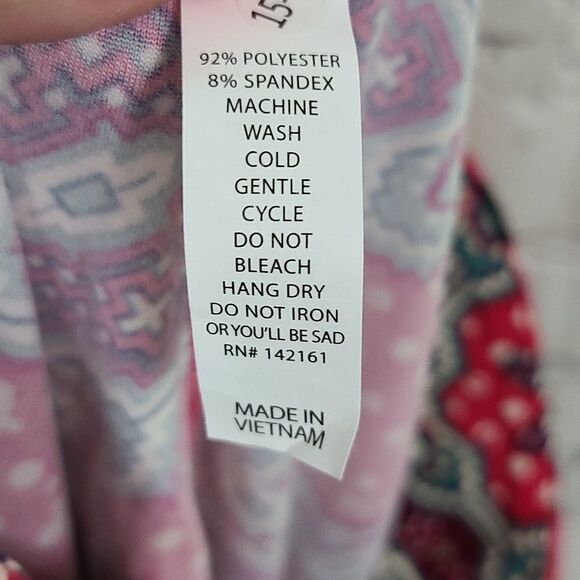 92% POLYESTER
8% SPANDEX
MACHINE
WASH
COLD
GENTLE
CYCLE
DO NOT
BLEACH
HANG DRY
DO NOT IRON
OR YOU'LL BE SAD
RN# 142161
MADE IN
VIETNAM